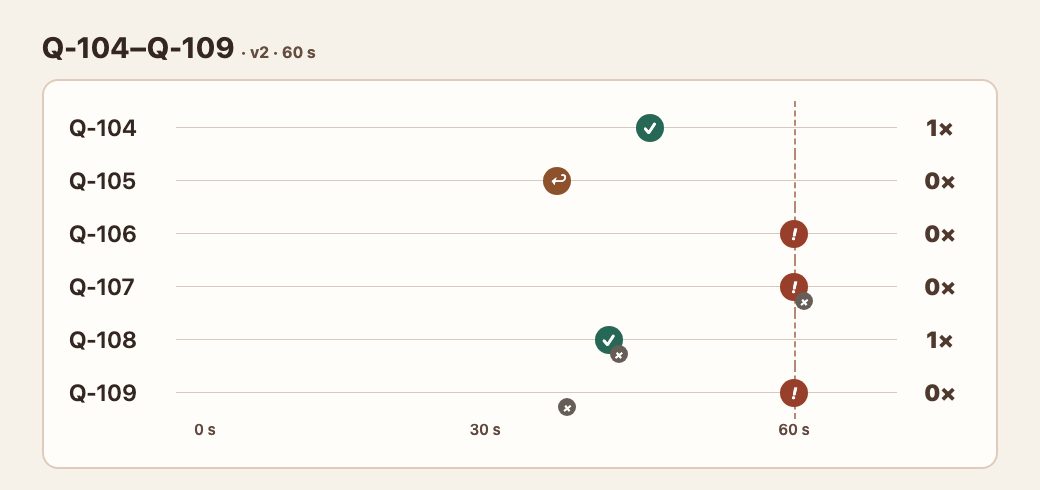 Q-104–Q-109 · v2 · 60 s
Q-104 1×
Q-105 0×
Q-106 ! 0×
Q-107 ! 0×
Q-108 1×
Q-109 ! 0×
0 s 30 s 60 s